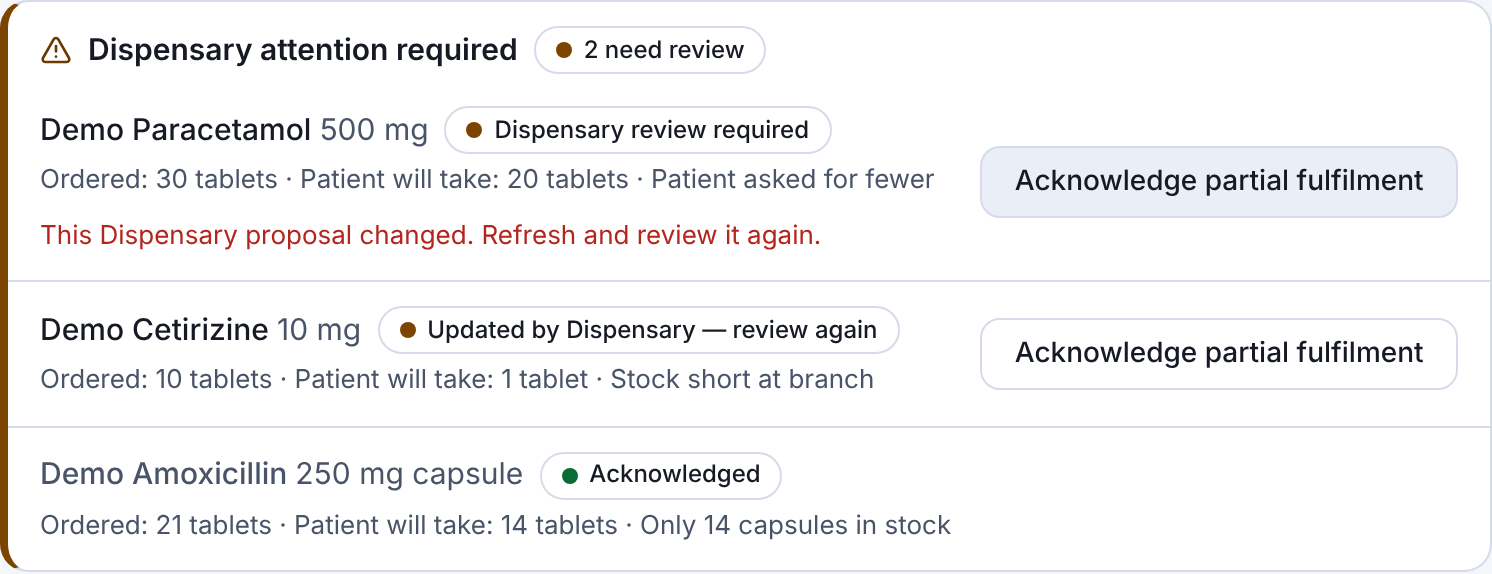 Dispensary attention required 2 need review
Demo Paracetamol 500 mg Dispensary review required
Ordered: 30 tablets · Patient will take: 20 tablets · Patient asked for fewer
Acknowledge partial fulfilment
This Dispensary proposal changed. Refresh and review it again.
Demo Cetirizine 10 mg Updated by Dispensary — review again
Acknowledge partial fulfilment
Ordered: 10 tablets · Patient will take: 1 tablet · Stock short at branch
Demo Amoxicillin 250 mg capsule Acknowledged
Ordered: 21 tablets · Patient will take: 14 tablets · Only 14 capsules in stock